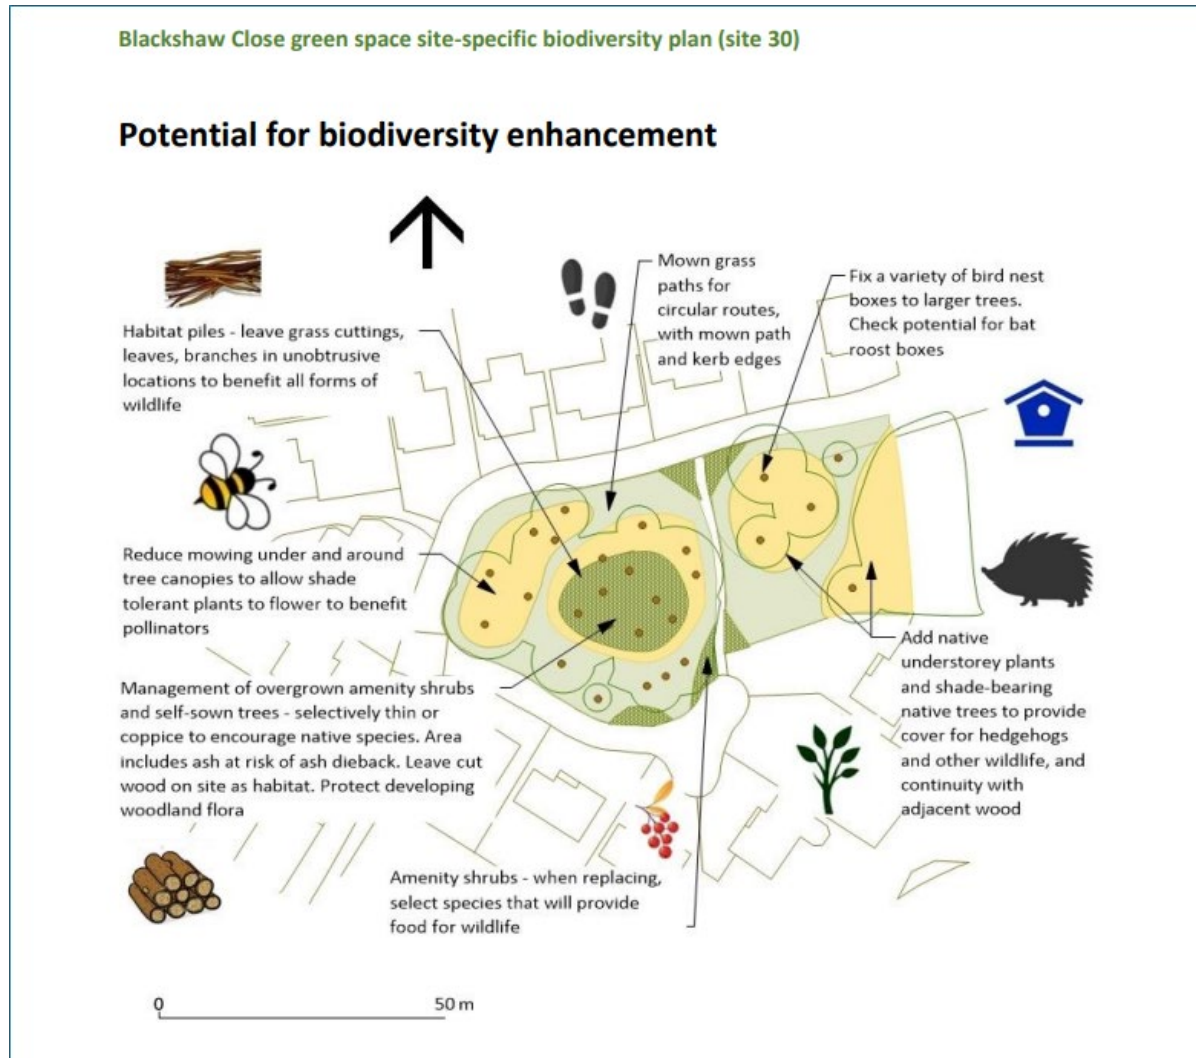 Blackshaw Close green space site-specific biodiversity plan (site 30)
Potential for biodiversity enhancement
Habitat piles - leave grass cuttings,
leaves, branches in unobtrusive
locations to benefit all forms of
wildlife
Mown grass
paths for
circular routes,
with mown path
and kerb edges
Fix a variety of bird nest
boxes to larger trees.
Check potential for bat
roost boxes
Reduce mowing under and around
tree canopies to allow shade
tolerant plants to flower to benefit
pollinators
Add native
understorey plants
and shade-bearing
native trees to provide
cover for hedgehogs
and other wildlife, and
continuity with
adjacent wood
Management of overgrown amenity shrubs
and self-sown trees - selectively thin or
coppice to encourage native species. Area
includes ash at risk of ash dieback. Leave cut
wood on site as habitat. Protect developing
woodland flora
Amenity shrubs - when replacing,
select species that will provide
food for wildlife
0 50 m